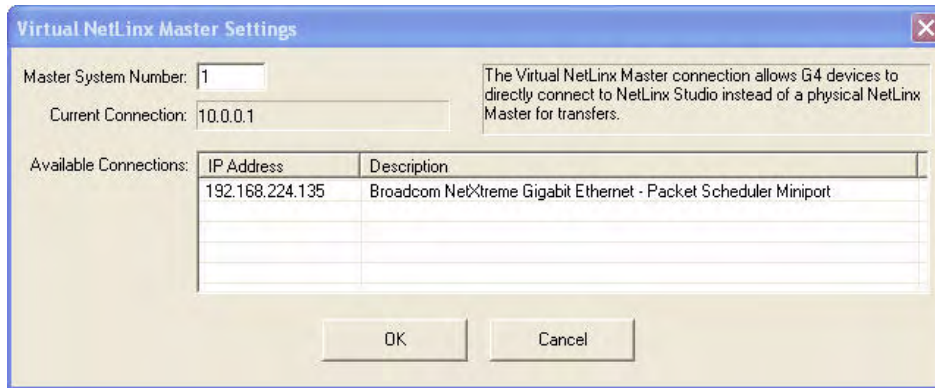 Virtual NetLinx Master Settings
Master System Number: 1
The Virtual NetLinx Master connection allows G4 devices to
directly connect to NetLinx Studio instead of a physical NetLinx
Master for transfers.
Current Connection: 10.0.0.1
Available Connections:
IP Address Description
192.168.224.135 Broadcom NetXtreme Gigabit Ethernet - Packet Scheduler Miniport
OK Cancel